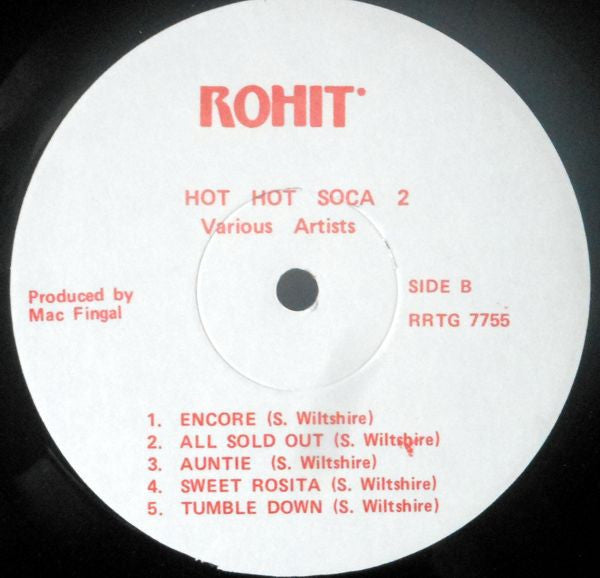 ROHIT
HOT HOT SOCA 2
Various Artists
Produced by
Mac Fingal
SIDE B
RRTG 7755
1. ENCORE (S. Wiltshire)
2. ALL SOLD OUT (S. Wiltshire)
3. AUNTIE (S. Wiltshire)
4. SWEET ROSITA (S. Wiltshire)
5. TUMBLE DOWN (S. Wiltshire)